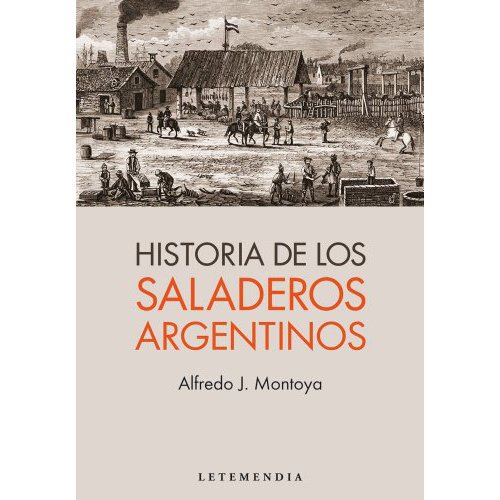 HISTORIA DE LOS
SALADEROS
ARGENTINOS
Alfredo J. Montoya
LETEMENDIA